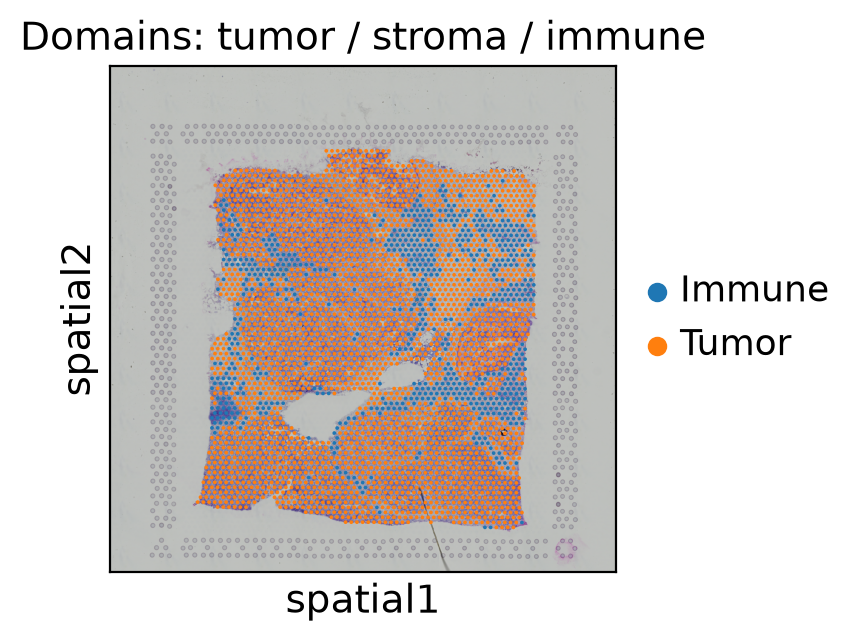 Domains: tumor / stroma / immune
spatial2
Immune
Tumor
spatial1